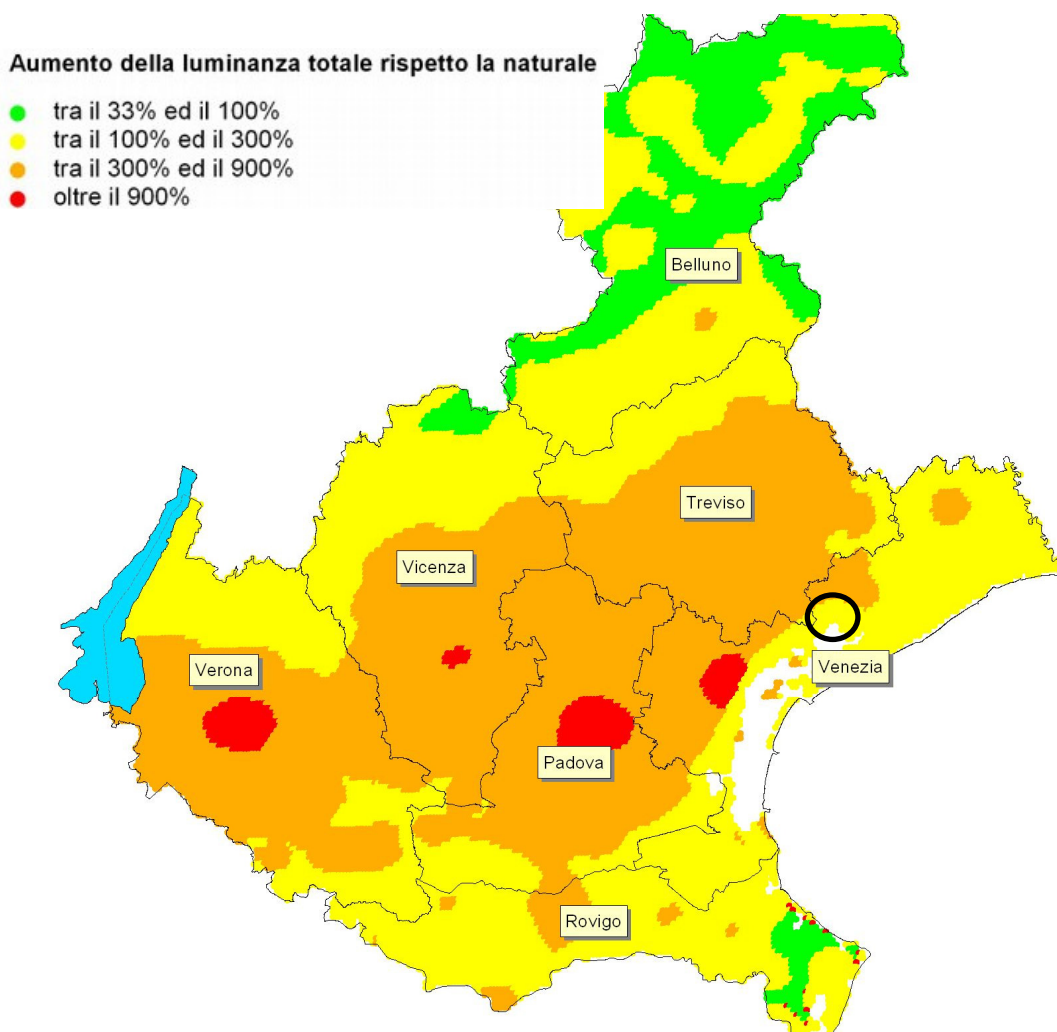 Aumento della luminanza totale rispetto la naturale
tra il 33% ed il 100%
tra il 100% ed il 300%
tra il 300% ed il 900%
oltre il 900%
Belluno
Treviso
Vicenza
Verona
Venezia
Padova
Rovigo